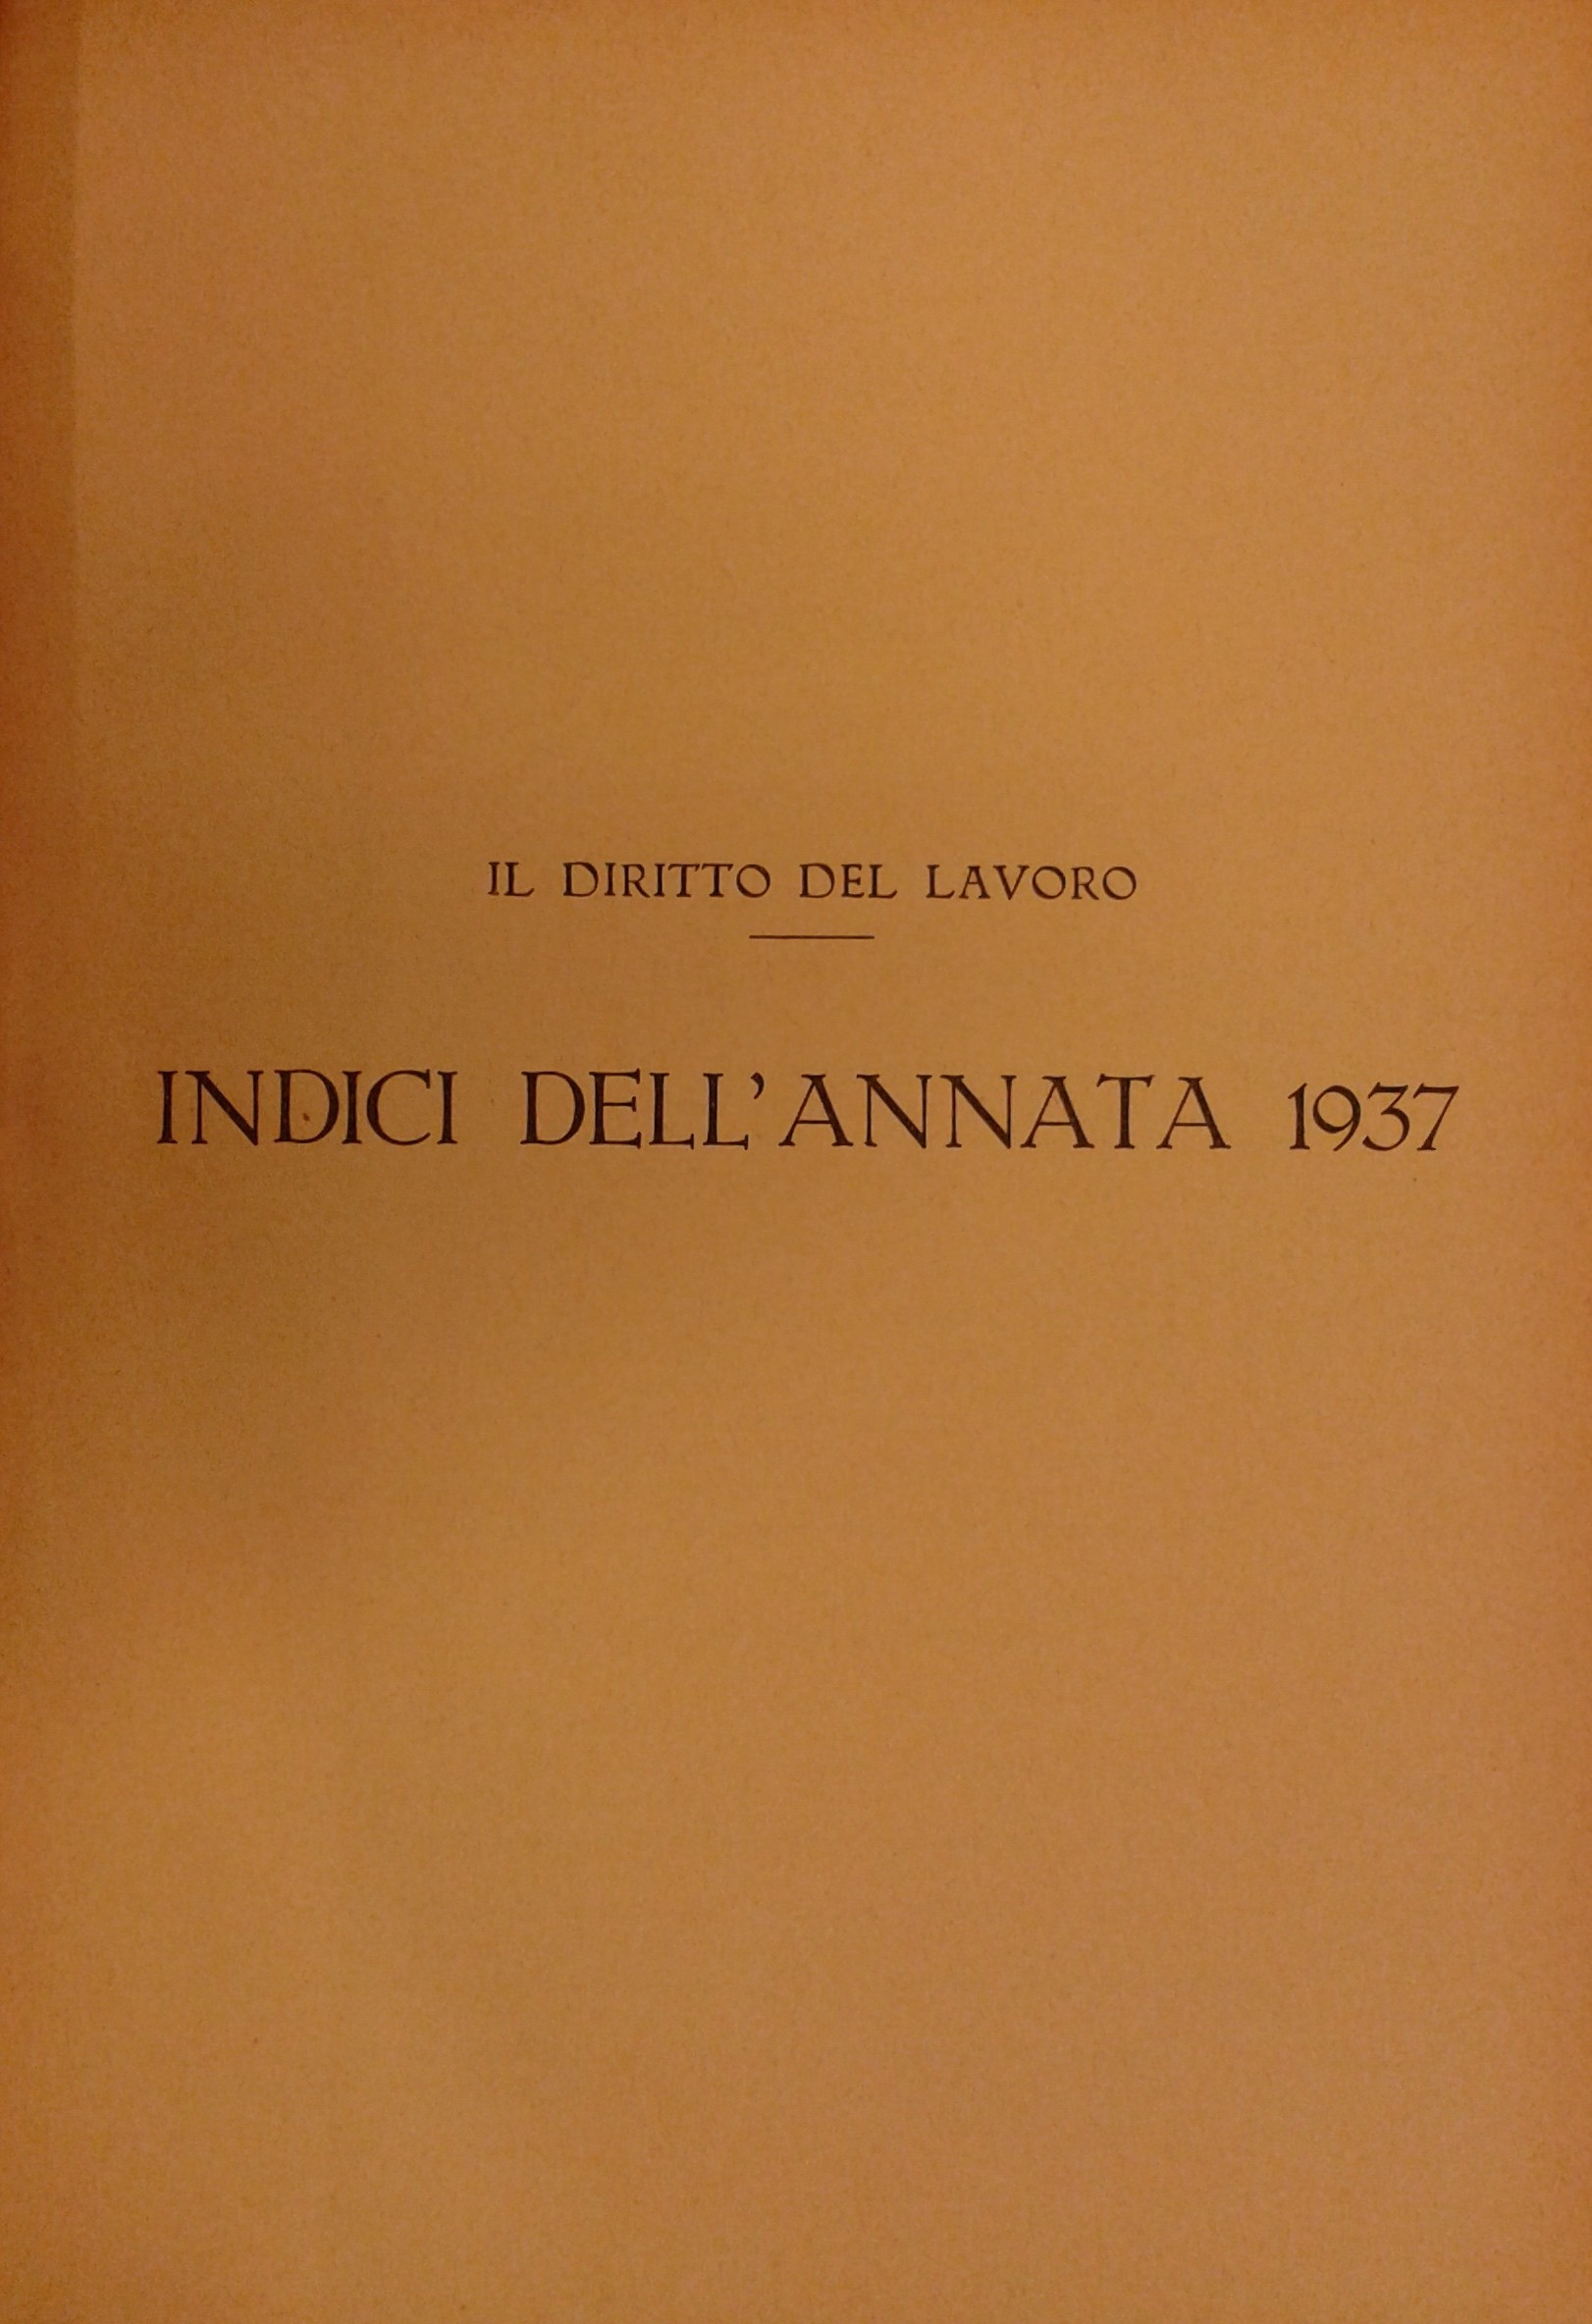 IL DIRITTO DEL LAVORO
INDICI DELL'ANNATA 1937